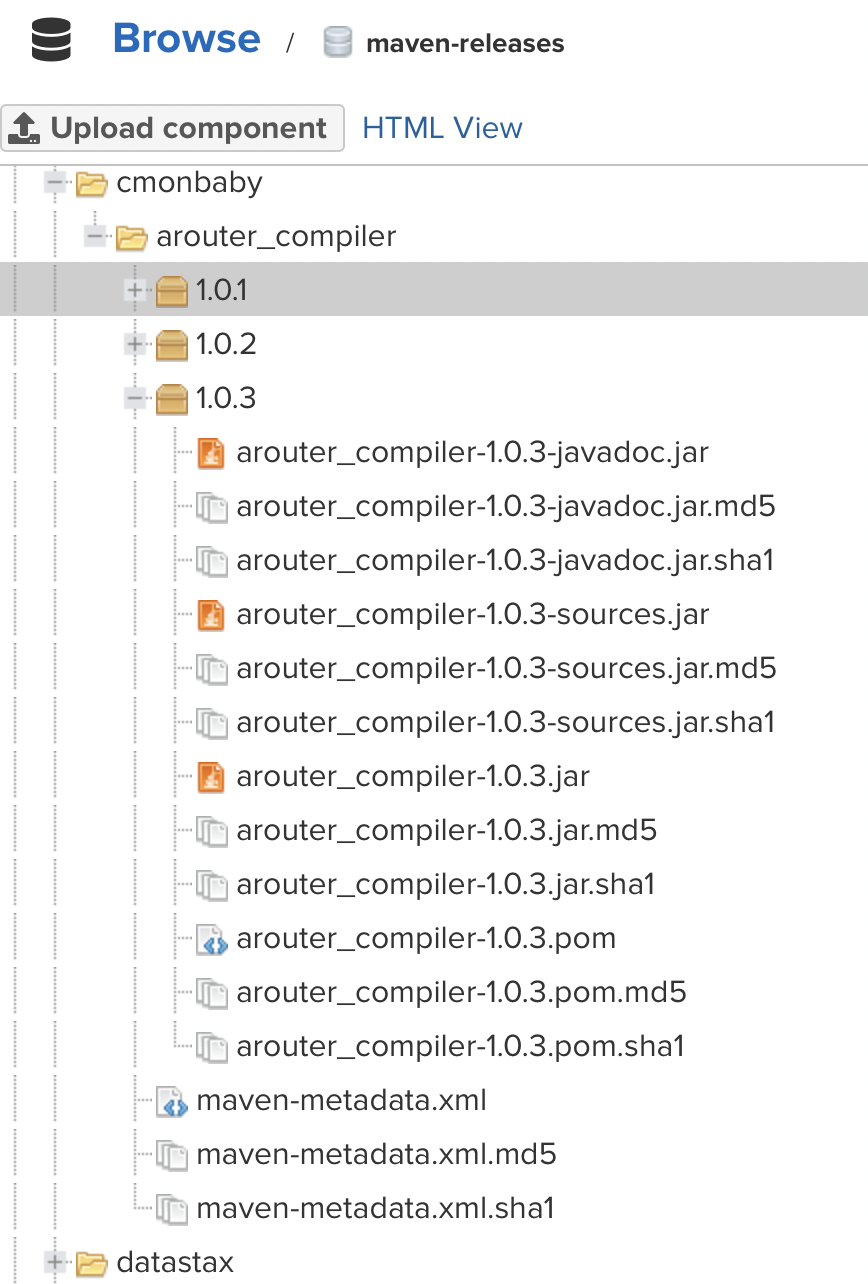 Browse / maven-releases
Upload component HTML View
cmonbaby
arouter_compiler
1.0.1
1.0.2
1.0.3
arouter_compiler-1.0.3-javadoc.jar
arouter_compiler-1.0.3-javadoc.jar.md5
arouter_compiler-1.0.3-javadoc.jar.sha1
arouter_compiler-1.0.3-sources.jar
arouter_compiler-1.0.3-sources.jar.md5
arouter_compiler-1.0.3-sources.jar.sha1
arouter_compiler-1.0.3.jar
arouter_compiler-1.0.3.jar.md5
arouter_compiler-1.0.3.jar.sha1
arouter_compiler-1.0.3.pom
arouter_compiler-1.0.3.pom.md5
arouter_compiler-1.0.3.pom.sha1
maven-metadata.xml
maven-metadata.xml.md5
maven-metadata.xml.sha1
datastax